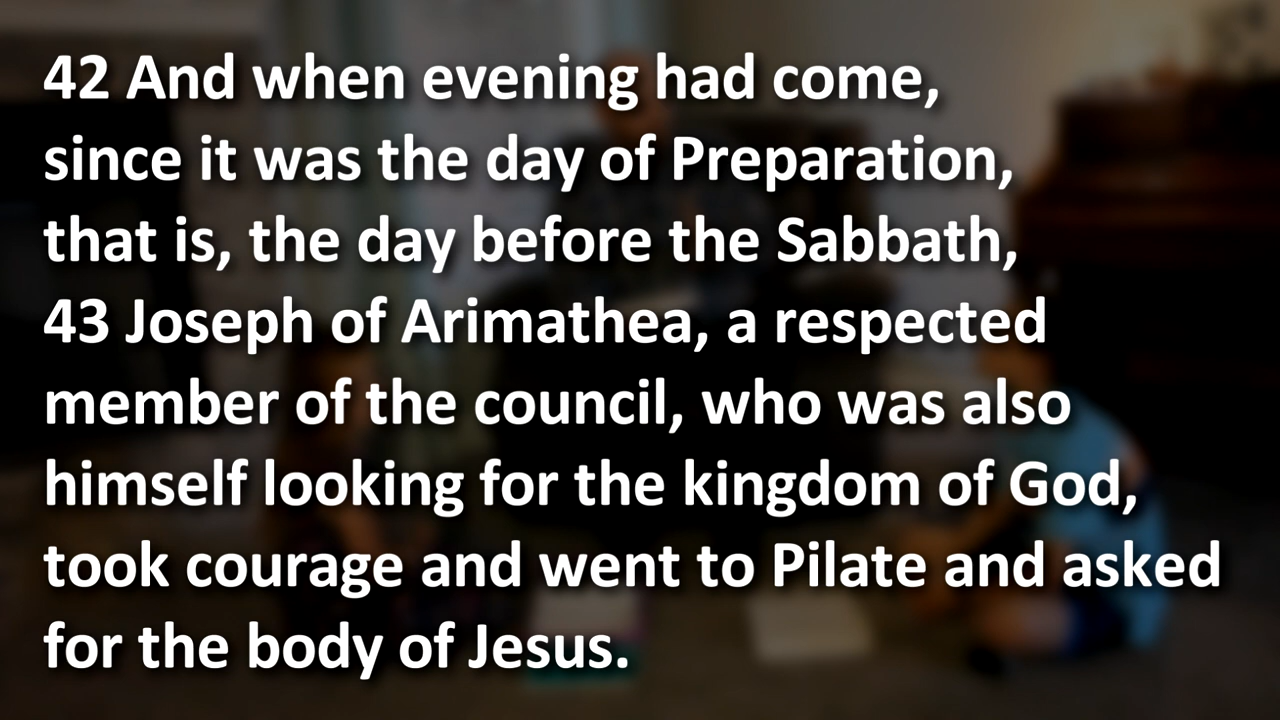 42 And when evening had come,
since it was the day of Preparation,
that is, the day before the Sabbath,
43 Joseph of Arimathea, a respected
member of the council, who was also
himself looking for the kingdom of God,
took courage and went to Pilate and asked
for the body of Jesus.